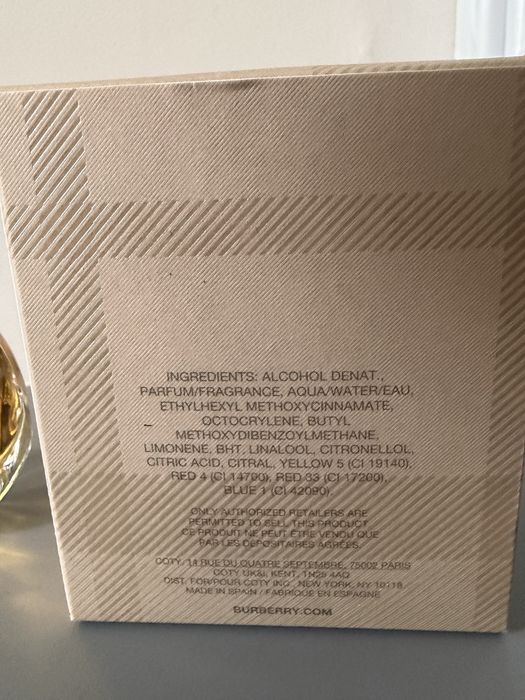 INGREDIENTS: ALCOHOL DENAT.,
PARFUM/FRAGRANCE, AQUA/WATER/EAU,
ETHYLHEXYL METHOXYCINNAMATE,
OCTOCRYLENE, BUTYL
METHOXYDIBENZOYLMETHANE,
LIMONENE, BHT, LINALOOL, CITRONELLOL,
CITRIC ACID, CITRAL, YELLOW 5 (CI 19140),
RED 4 (CI 14700), RED 33 (CI 17200),
BLUE 1 (CI 42090).
ONLY AUTHORIZED RETAILERS ARE
PERMITTED TO SELL THIS PRODUCT
CE PRODUIT NE PEUT ÊTRE VENDU QUE
PAR LES DÉPOSITAIRES AGRÉÉS.
COTY, 14 RUE DU QUATRE SEPTEMBRE, 75002 PARIS
COTY UK&I, KENT, TN25 4AQ
DIST. FOR/POUR COTY INC., NEW YORK, NY 10118
MADE IN SPAIN / FABRIQUÉ EN ESPAGNE
BURBERRY.COM